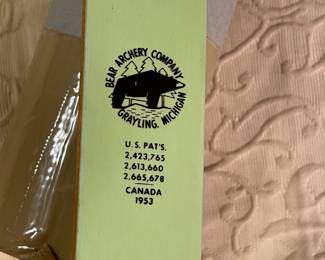 BEAR ARCHERY COMPANY
GRAYLING, MICHIGAN
U.S. PAT'S.
2,423,765
2,613,660
2,665,678
CANADA
1953